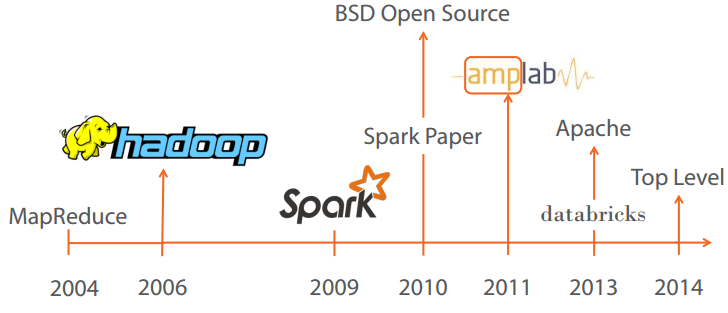 BSD Open Source
amplab
hadoop
Spark Paper
Apache
Spark
Top Level
MapReduce
databricks
2004 2006 2009 2010 2011 2013 2014